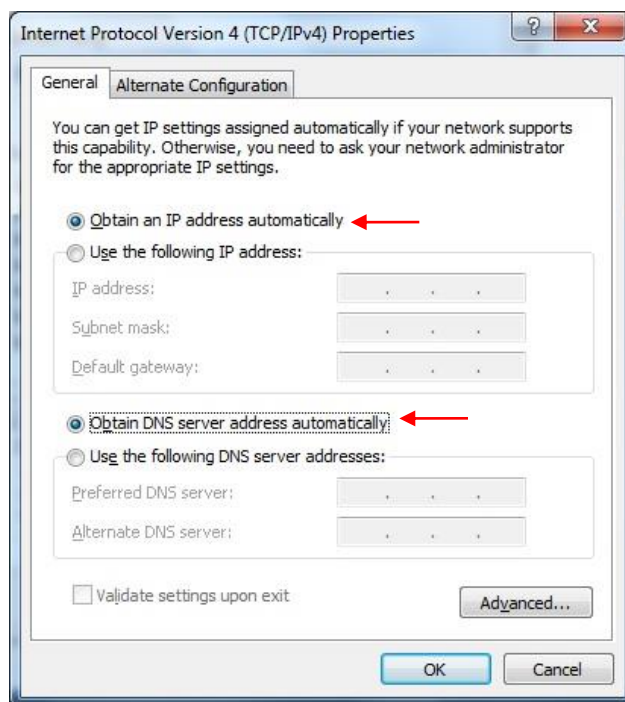 Internet Protocol Version 4 (TCP/IPv4) Properties
General
Alternate Configuration
You can get IP settings assigned automatically if your network supports
this capability. Otherwise, you need to ask your network administrator
for the appropriate IP settings.
Obtain an IP address automatically
Use the following IP address:
IP address:
Subnet mask:
Default gateway:
Obtain DNS server address automatically
Use the following DNS server addresses:
Preferred DNS server:
Alternate DNS server:
Validate settings upon exit
Advanced...
OK
Cancel